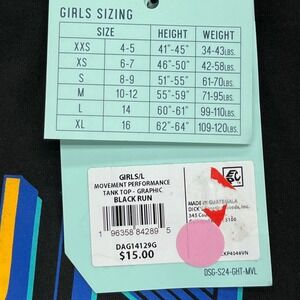 GIRLS SIZING
SIZE HEIGHT WEIGHT
XXS 4-5 41"-45" 34-43LBS.
XS 6-7 46"-50" 42-58LBS.
S 8-9 51"-55" 61-70LBS.
M 10-12 55"-59" 71-95LBS.
L 14 60"-61" 99-110LBS.
XL 16 62"-64" 109-120LBS.
GIRLS/L
MOVEMENT PERFORMANCE
TANK TOP - GRAPHIC
BLACK RUN
1 96358 84289 5
DAG14129G
$15.00
MADE IN GUATEMALA
DICK'S
345 Cou
DSG-S24-GHT-MVL